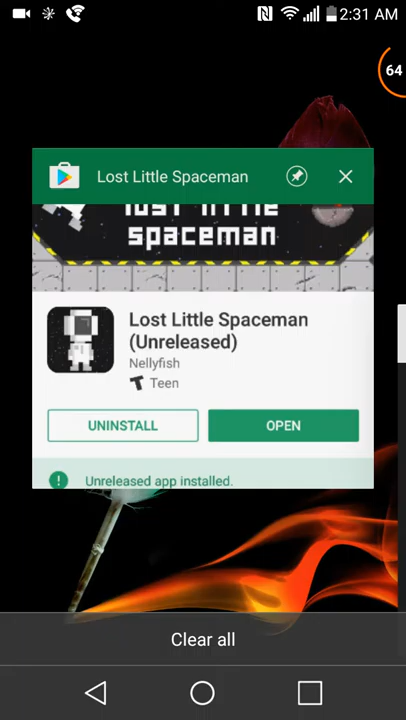 2:31 AM
64
Lost Little Spaceman
lost little
spaceman
Lost Little Spaceman
(Unreleased)
Nellyfish
T Teen
UNINSTALL
OPEN
! Unreleased app installed.
Clear all